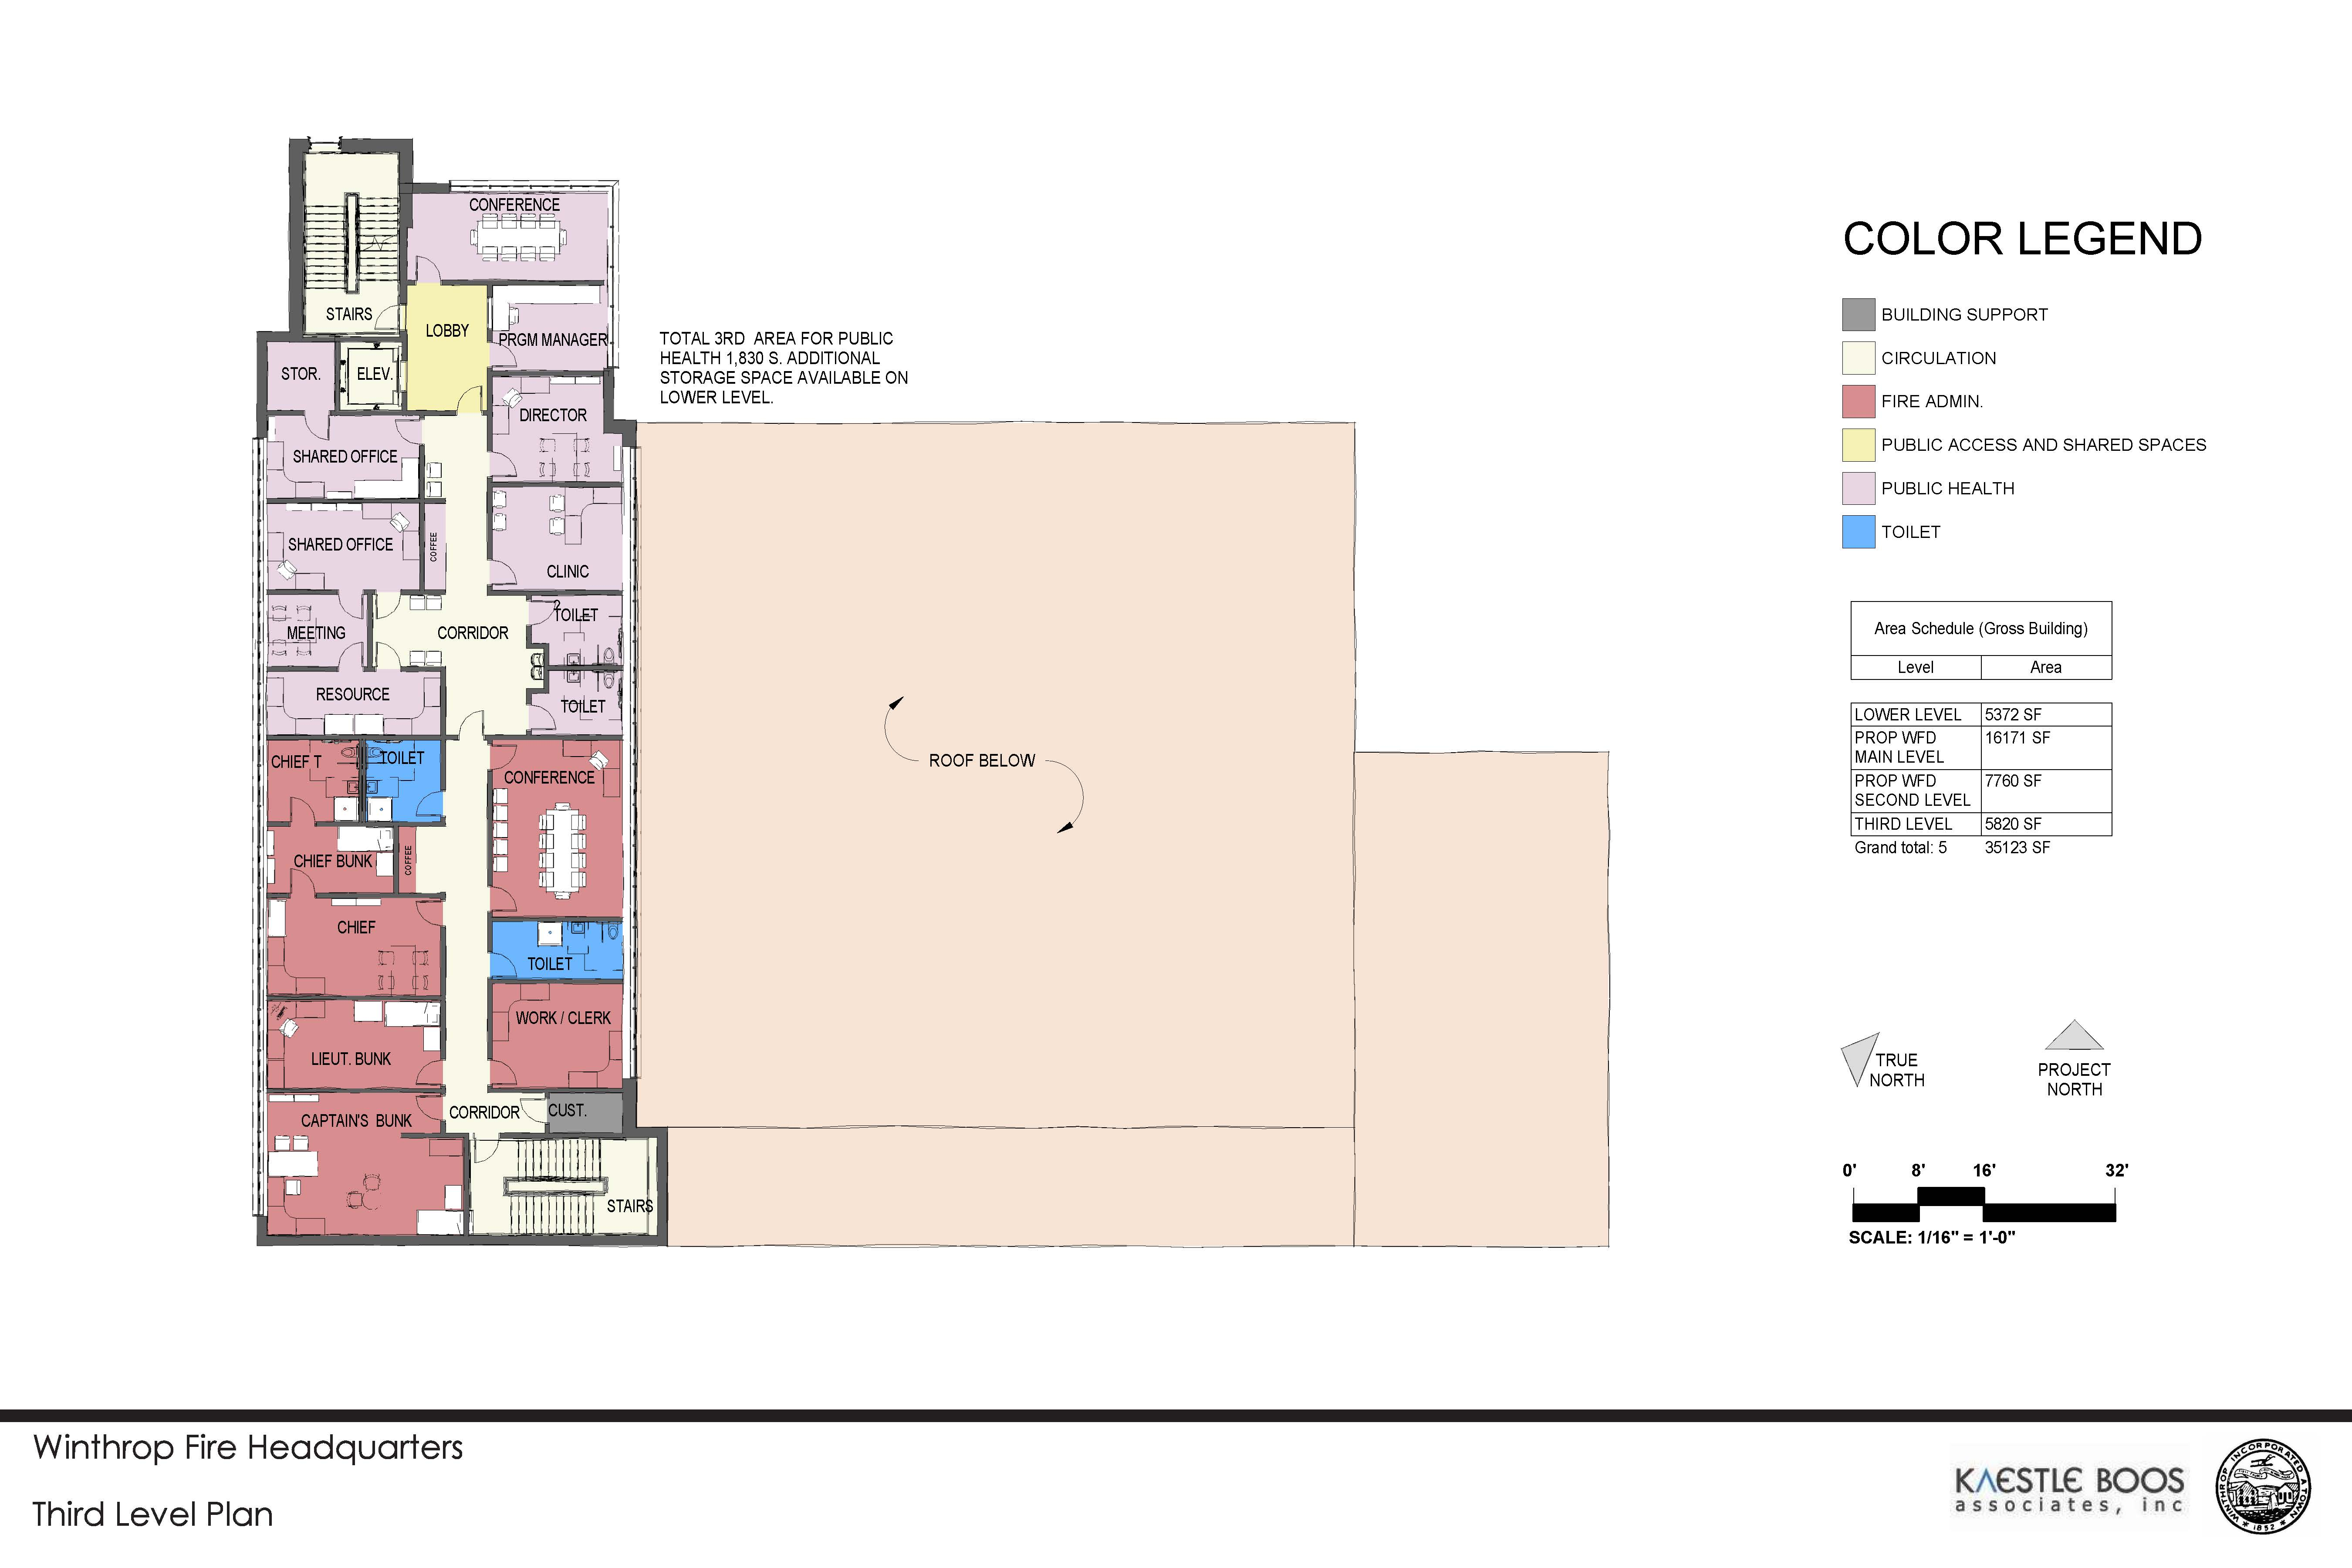 CONFERENCE
STAIRS
LOBBY
PRGM MANAGER
STOR.
ELEV.
DIRECTOR
SHARED OFFICE
SHARED OFFICE
COFFEE
CLINIC
2
TOILET
MEETING
CORRIDOR
RESOURCE
TOILET
CHIEF T
TOILET
CONFERENCE
CHIEF BUNK
COFFEE
CHIEF
TOILET
WORK / CLERK
LIEUT. BUNK
CORRIDOR
CUST.
CAPTAIN'S BUNK
STAIRS
TOTAL 3RD AREA FOR PUBLIC
HEALTH 1,830 S. ADDITIONAL
STORAGE SPACE AVAILABLE ON
LOWER LEVEL.
ROOF BELOW
COLOR LEGEND
BUILDING SUPPORT
CIRCULATION
FIRE ADMIN.
PUBLIC ACCESS AND SHARED SPACES
PUBLIC HEALTH
TOILET
Area Schedule (Gross Building)
Level Area
LOWER LEVEL 5372 SF
PROP WFD 16171 SF
MAIN LEVEL
PROP WFD 7760 SF
SECOND LEVEL
THIRD LEVEL 5820 SF
Grand total: 5 35123 SF
TRUE
NORTH
PROJECT
NORTH
0' 8' 16' 32'
SCALE: 1/16" = 1'-0"
Winthrop Fire Headquarters
Third Level Plan
KAESTLE BOOS
associates, inc
WINTHROP INCORPORATED A TOWN
1852